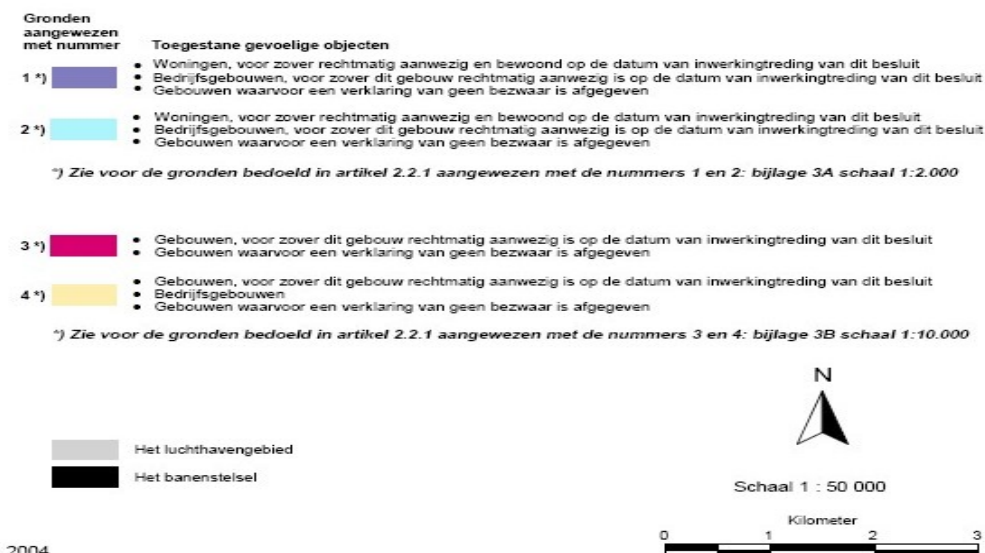 Gronden
aangewezen
met nummer
Toegestane gevoelige objecten
1 *)
• Woningen, voor zover rechtmatig aanwezig en bewoond op de datum van inwerkingtreding van dit besluit
• Bedrijfsgebouwen, voor zover dit gebouw rechtmatig aanwezig is op de datum van inwerkingtreding van dit besluit
• Gebouwen waarvoor een verklaring van geen bezwaar is afgegeven
2 *)
• Woningen, voor zover rechtmatig aanwezig en bewoond op de datum van inwerkingtreding van dit besluit
• Bedrijfsgebouwen, voor zover dit gebouw rechtmatig aanwezig is op de datum van inwerkingtreding van dit besluit
• Gebouwen waarvoor een verklaring van geen bezwaar is afgegeven
*) Zie voor de gronden bedoeld in artikel 2.2.1 aangewezen met de nummers 1 en 2: bijlage 3A schaal 1:2.000
3 *)
• Gebouwen, voor zover dit gebouw rechtmatig aanwezig is op de datum van inwerkingtreding van dit besluit
• Gebouwen waarvoor een verklaring van geen bezwaar is afgegeven
4 *)
• Gebouwen, voor zover dit gebouw rechtmatig aanwezig is op de datum van inwerkingtreding van dit besluit
• Bedrijfsgebouwen
• Gebouwen waarvoor een verklaring van geen bezwaar is afgegeven
*) Zie voor de gronden bedoeld in artikel 2.2.1 aangewezen met de nummers 3 en 4: bijlage 3B schaal 1:10.000
N
Het luchthavengebied
Het banenstelsel
Schaal 1 : 50 000
Kilometer
0 1 2 3
2004